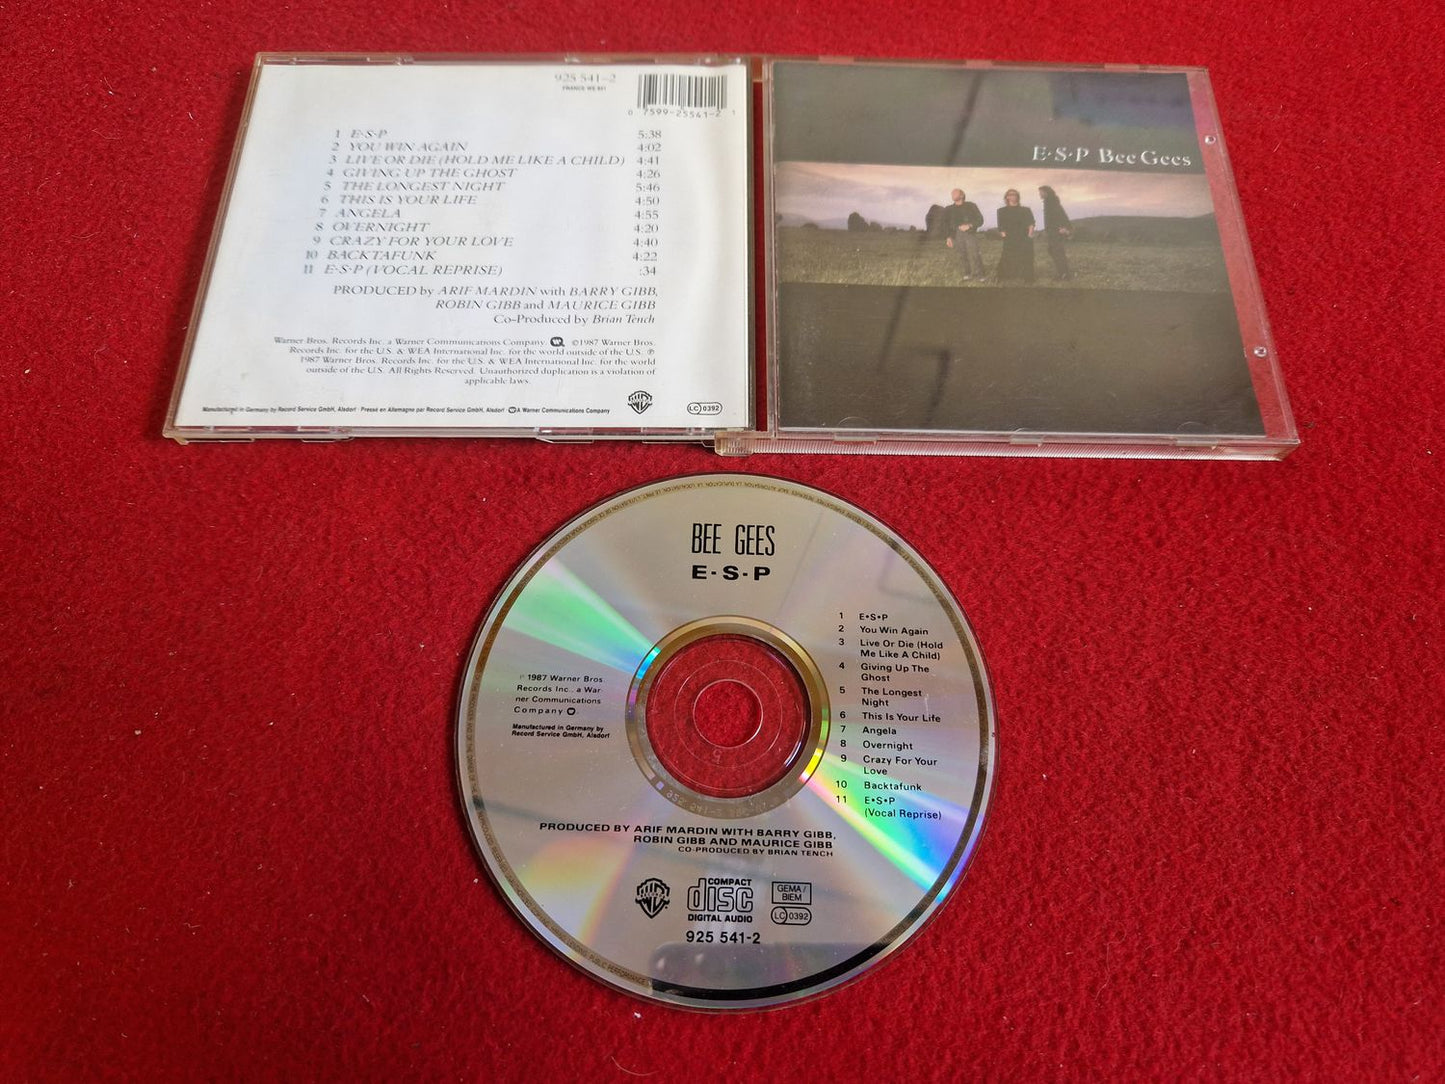 925 541-2
FRANCE WE 831
0 7599-25541-2 1
1 E·S·P 5:38
2 YOU WIN AGAIN 4:02
3 LIVE OR DIE (HOLD ME LIKE A CHILD) 4:41
4 GIVING UP THE GHOST 4:26
5 THE LONGEST NIGHT 5:46
6 THIS IS YOUR LIFE 4:50
7 ANGELA 4:55
8 OVERNIGHT 4:20
9 CRAZY FOR YOUR LOVE 4:40
10 BACKTAFUNK 4:22
11 E·S·P (VOCAL REPRISE) :34
PRODUCED by ARIF MARDIN with BARRY GIBB,
ROBIN GIBB and MAURICE GIBB
Co-Produced by Brian Tench
Warner Bros. Records Inc. a Warner Communications Company ©1987 Warner Bros.
Records Inc. for the U.S. & WEA International Inc. for the world outside of the U.S. ℗
1987 Warner Bros. Records Inc. for the U.S. & WEA International Inc. for the world
outside of the U.S. All Rights Reserved. Unauthorized duplication is a violation of
applicable laws.
Manufactured in Germany by Record Service GmbH, Alsdorf · Pressé en Allemagne par Record Service GmbH, Alsdorf A Warner Communications Company
LC 0392
E·S·P Bee Gees
BEE GEES
E·S·P
℗ 1987 Warner Bros.
Records Inc., a War-
ner Communications
Company
Manufactured in Germany by
Record Service GmbH, Alsdorf
1 E•S•P
2 You Win Again
3 Live Or Die (Hold
Me Like A Child)
4 Giving Up The
Ghost
5 The Longest
Night
6 This Is Your Life
7 Angela
8 Overnight
9 Crazy For Your
Love
10 Backtafunk
11 E•S•P
(Vocal Reprise)
PRODUCED BY ARIF MARDIN WITH BARRY GIBB,
ROBIN GIBB AND MAURICE GIBB
CO-PRODUCED BY BRIAN TENCH
COMPACT
disc
DIGITAL AUDIO
GEMA/
BIEM
LC 0392
925 541-2